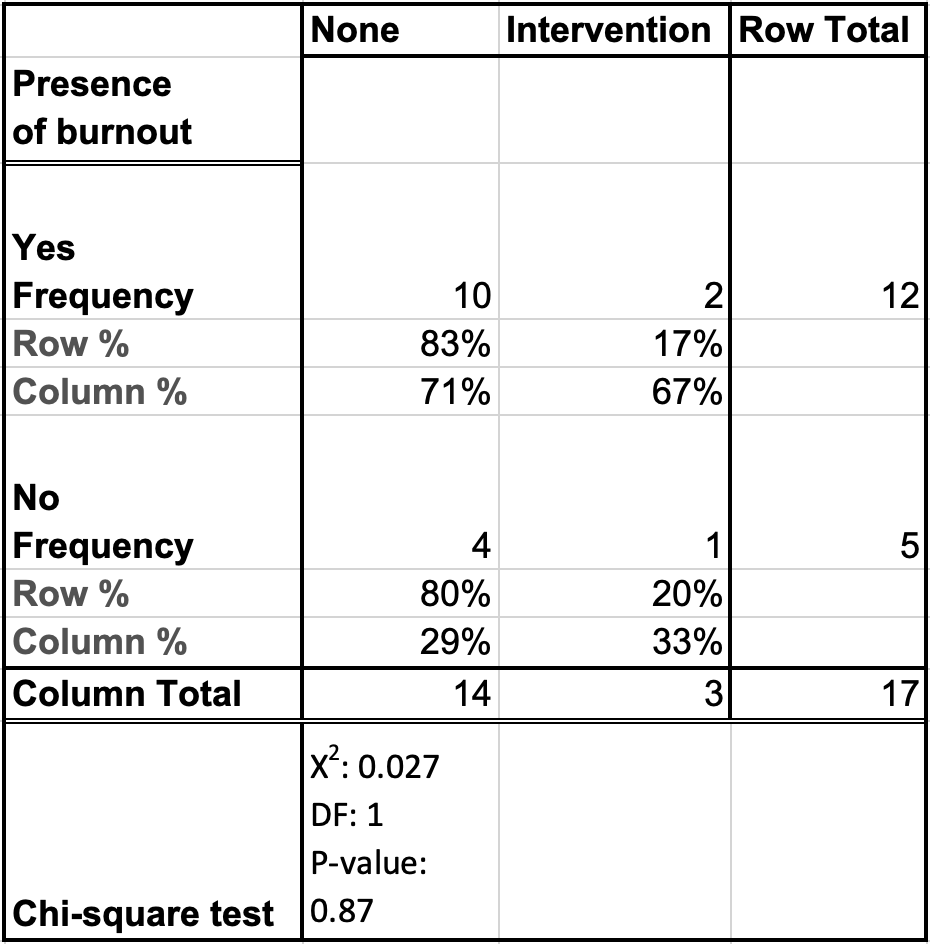 None Intervention Row Total
Presence
of burnout
Yes
Frequency 10 2 12
Row % 83% 17%
Column % 71% 67%
No
Frequency 4 1 5
Row % 80% 20%
Column % 29% 33%
Column Total 14 3 17
X²: 0.027
DF: 1
P-value:
Chi-square test 0.87